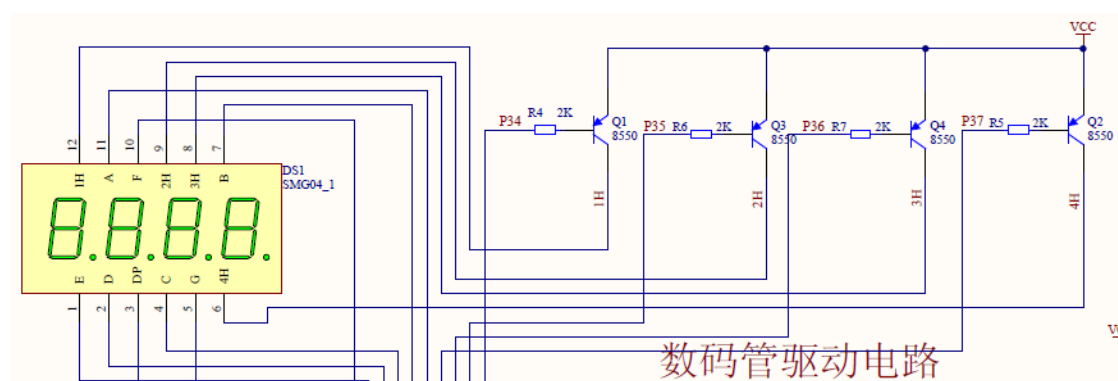 VCC
P34
R4
2K
Q1
8550
P35
R6
2K
Q3
8550
P36
R7
2K
Q4
8550
P37
R5
2K
Q2
8550
12
11
10
9
8
7
1H
A
F
2H
3H
B
DS1
SMG04_1
1H
2H
3H
4H
E
D
DP
C
G
4H
1
2
3
4
5
6
数码管驱动电路